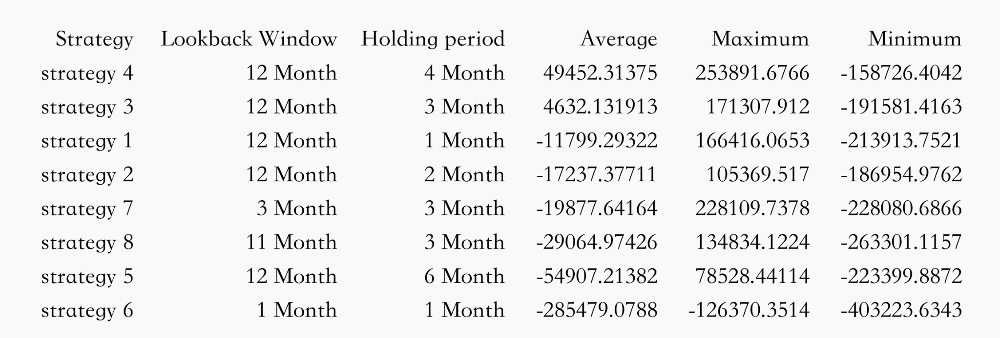 Strategy Lookback Window Holding period Average Maximum Minimum
strategy 4 12 Month 4 Month 49452.31375 253891.6766 -158726.4042
strategy 3 12 Month 3 Month 4632.131913 171307.912 -191581.4163
strategy 1 12 Month 1 Month -11799.29322 166416.0653 -213913.7521
strategy 2 12 Month 2 Month -17237.37711 105369.517 -186954.9762
strategy 7 3 Month 3 Month -19877.64164 228109.7378 -228080.6866
strategy 8 11 Month 3 Month -29064.97426 134834.1224 -263301.1157
strategy 5 12 Month 6 Month -54907.21382 78528.44114 -223399.8872
strategy 6 1 Month 1 Month -285479.0788 -126370.3514 -403223.6343